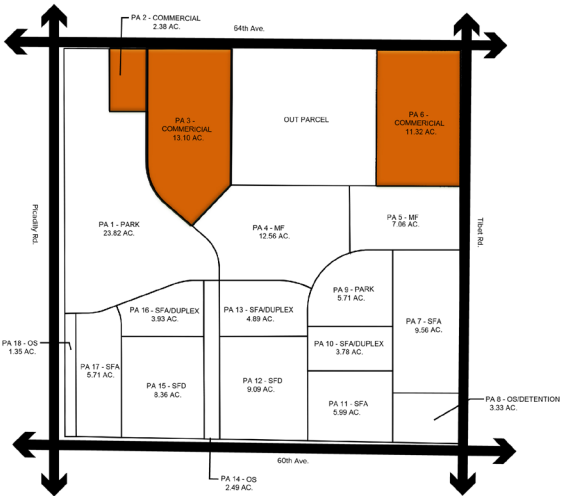 PA 2 - COMMERCIAL
2.38 AC.
64th Ave.
PA 3 -
COMMERICIAL
13.10 AC.
OUT PARCEL
PA 6 -
COMMERCIAL
11.32 AC.
Picadilly Rd.
Tibet Rd.
PA 1 - PARK
23.82 AC.
PA 4 - MF
12.56 AC.
PA 5 - MF
7.06 AC.
PA 9 - PARK
5.71 AC.
PA 16 - SFA/DUPLEX
3.93 AC.
PA 13 - SFA/DUPLEX
4.89 AC.
PA 7 - SFA
9.56 AC.
PA 18 - OS
1.35 AC.
PA 10 - SFA/DUPLEX
3.78 AC.
PA 17 - SFA
5.71 AC.
PA 15 - SFD
8.36 AC.
PA 12 - SFD
9.09 AC.
PA 11 - SFA
5.99 AC.
PA 8 - OS/DETENTION
3.33 AC.
60th Ave.
PA 14 - OS
2.49 AC.